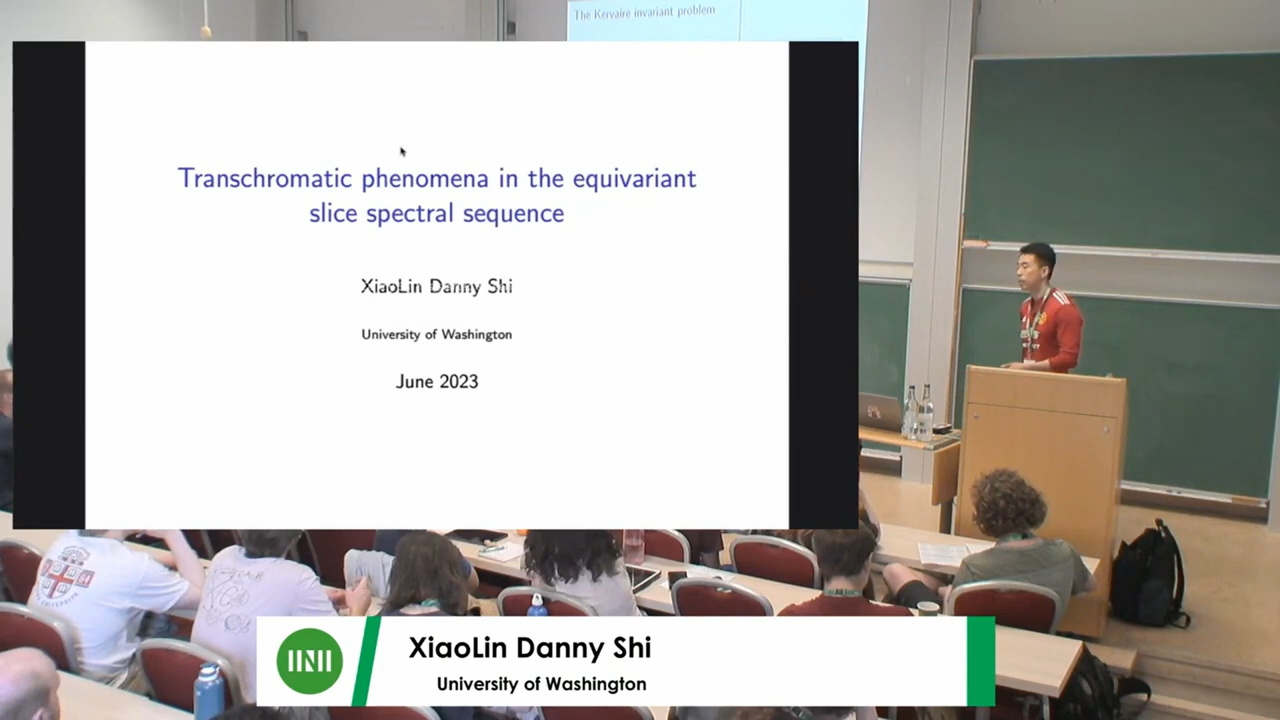 The Kervaire invariant problem
Transchromatic phenomena in the equivariant
slice spectral sequence
XiaoLin Danny Shi
University of Washington
June 2023
XiaoLin Danny Shi
University of Washington